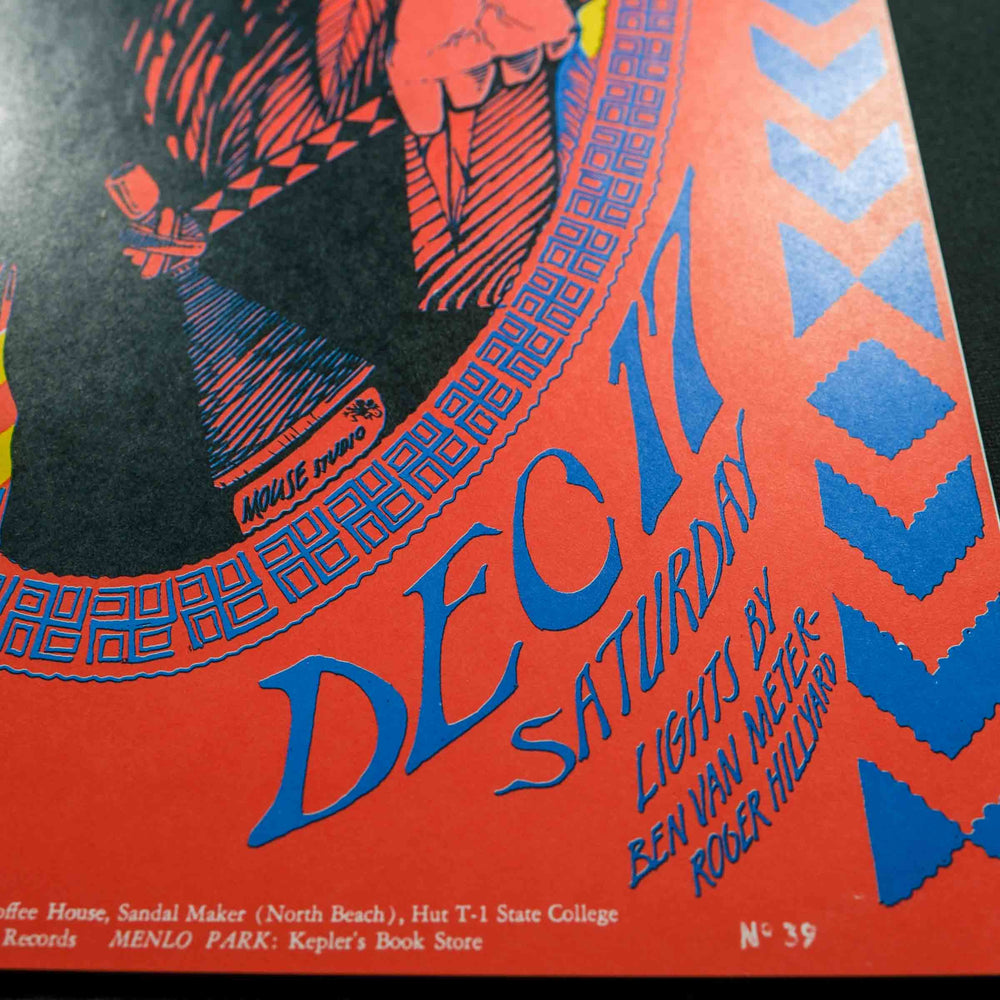 MOUSE STUDIO
DEC 17
SATURDAY
LIGHTS BY
BEN VAN METER-
ROGER HILLYARD
House, Sandal Maker (North Beach), Hut T-1 State College
Records MENLO PARK: Kepler's Book Store
Nº 39